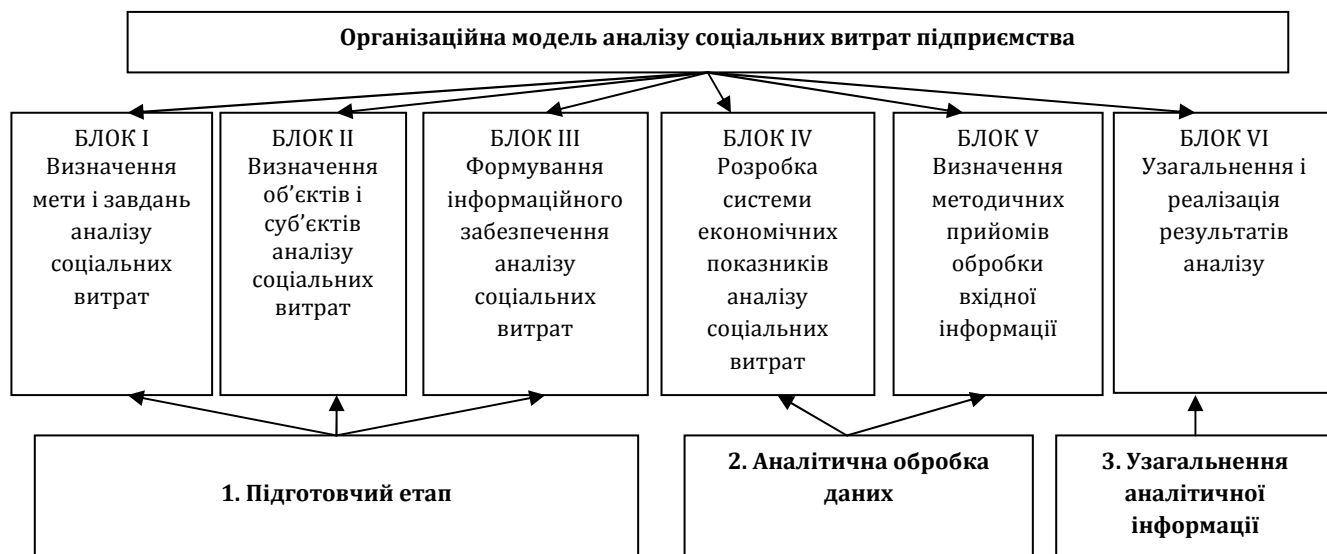 Організаційна модель аналізу соціальних витрат підприємства
БЛОК І
Визначення
мети і завдань
аналізу
соціальних
витрат
БЛОК ІІ
Визначення
об’єктів і
суб’єктів
аналізу
соціальних
витрат
БЛОК ІІІ
Формування
інформаційного
забезпечення
аналізу
соціальних
витрат
БЛОК IV
Розробка
системи
економічних
показників
аналізу
соціальних
витрат
БЛОК V
Визначення
методичних
прийомів
обробки
вхідної
інформації
БЛОК VI
Узагальнення і
реалізація
результатів
аналізу
1. Підготовчий етап
2. Аналітична обробка
даних
3. Узагальнення
аналітичної
інформації